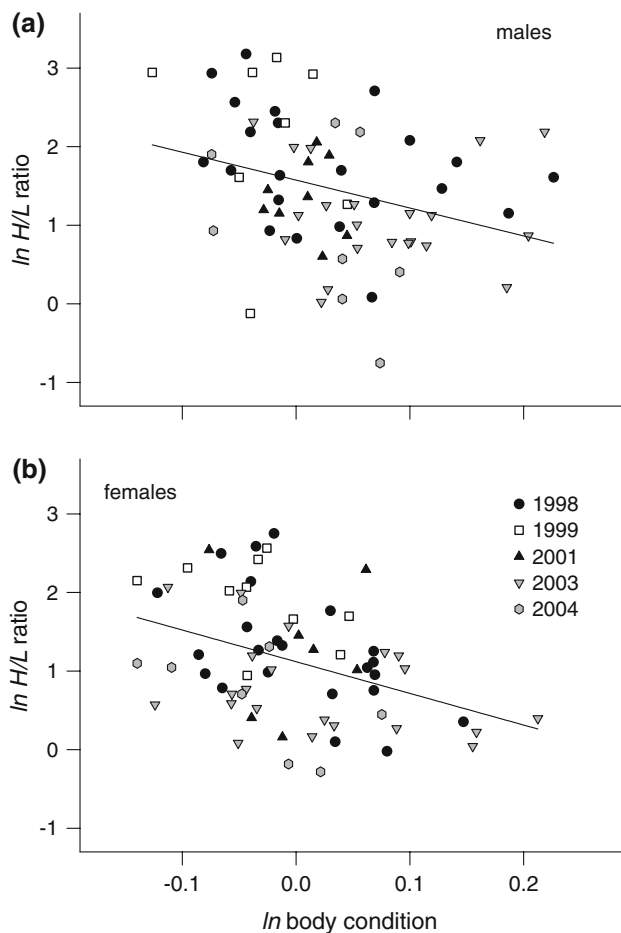 (a)
males
3
2
1
0
-1
ln H/L ratio
(b)
females
3
2
1
0
-1
ln H/L ratio
1998
1999
2001
2003
2004
-0.1 0.0 0.1 0.2
ln body condition